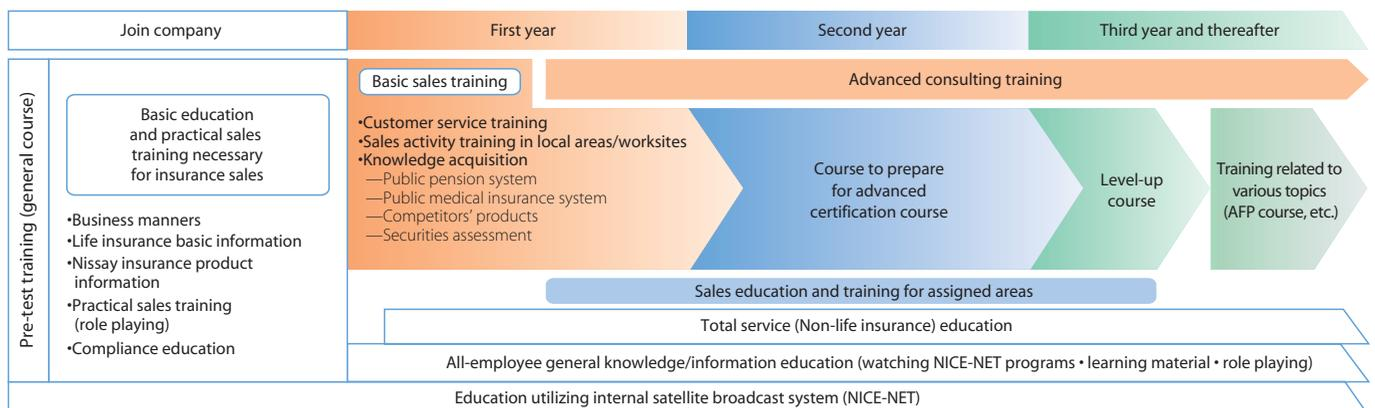 Join company
First year
Second year
Third year and thereafter
Pre-test training (general course)
Basic education
and practical sales
training necessary
for insurance sales
•Business manners
•Life insurance basic information
•Nissay insurance product
information
•Practical sales training
(role playing)
•Compliance education
Basic sales training
Advanced consulting training
•Customer service training
•Sales activity training in local areas/worksites
•Knowledge acquisition
—Public pension system
—Public medical insurance system
—Competitors’ products
—Securities assessment
Course to prepare
for advanced
certification course
Level-up
course
Training related to
various topics
(AFP course, etc.)
Sales education and training for assigned areas
Total service (Non-life insurance) education
All-employee general knowledge/information education (watching NICE-NET programs • learning material • role playing)
Education utilizing internal satellite broadcast system (NICE-NET)